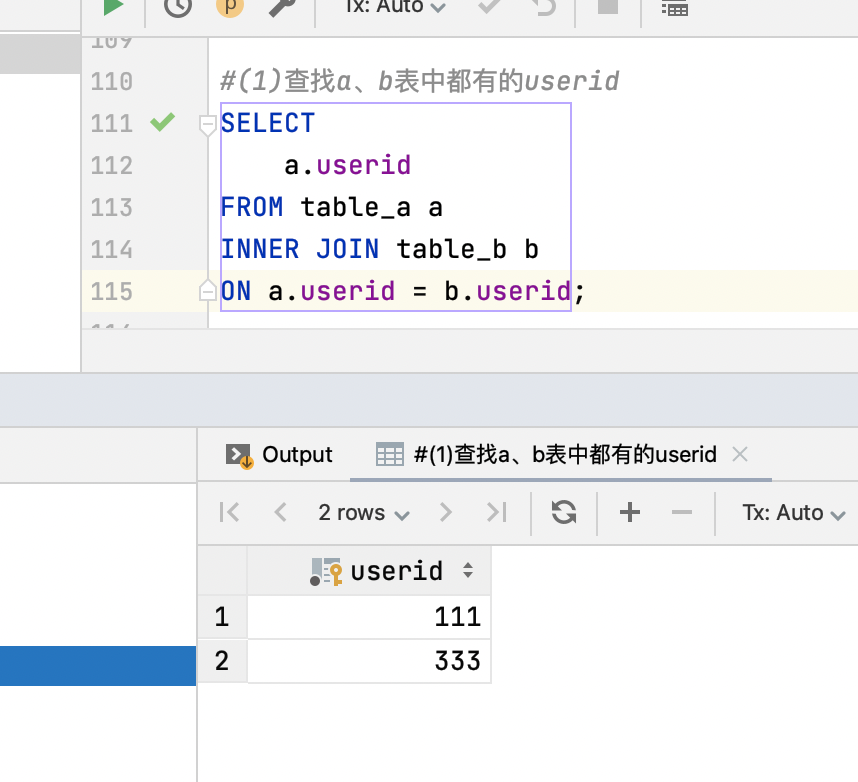 Tx: Auto
109
110 #(1)查找a、b表中都有的userid
111 SELECT
112 a.userid
113 FROM table_a a
114 INNER JOIN table_b b
115 ON a.userid = b.userid;
Output #(1)查找a、b表中都有的userid
2 rows Tx: Auto
userid
1 111
2 333